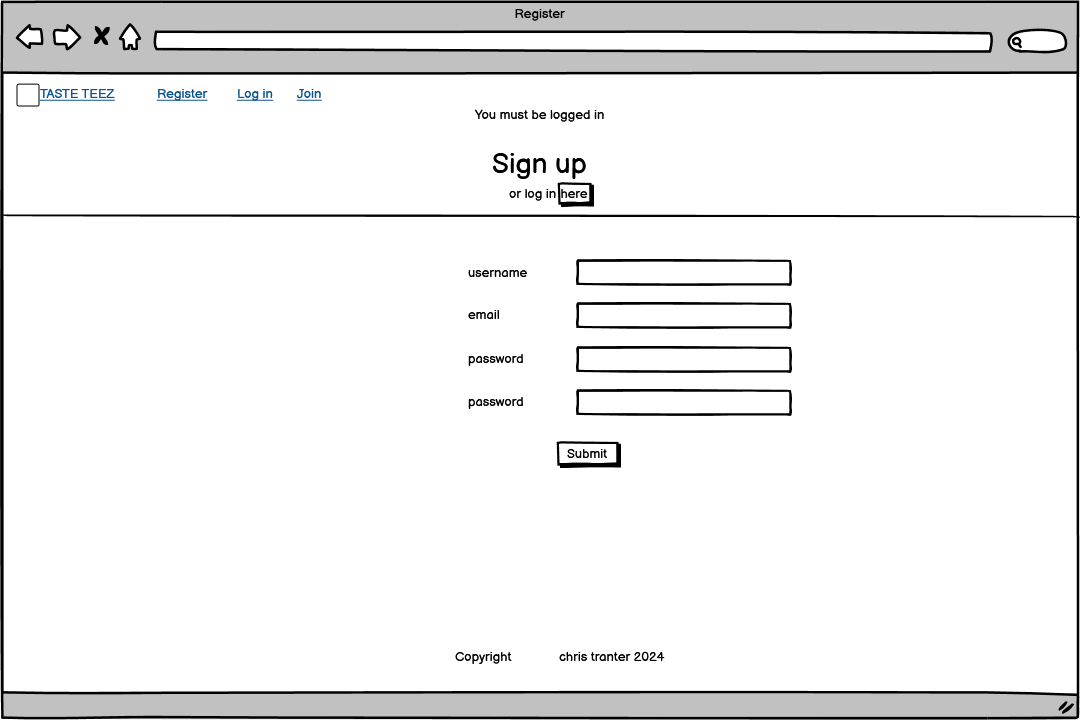 Register
TASTE TEEZ Register Log in Join
You must be logged in
Sign up
or log in here
username
email
password
password
Submit
Copyright chris tranter 2024